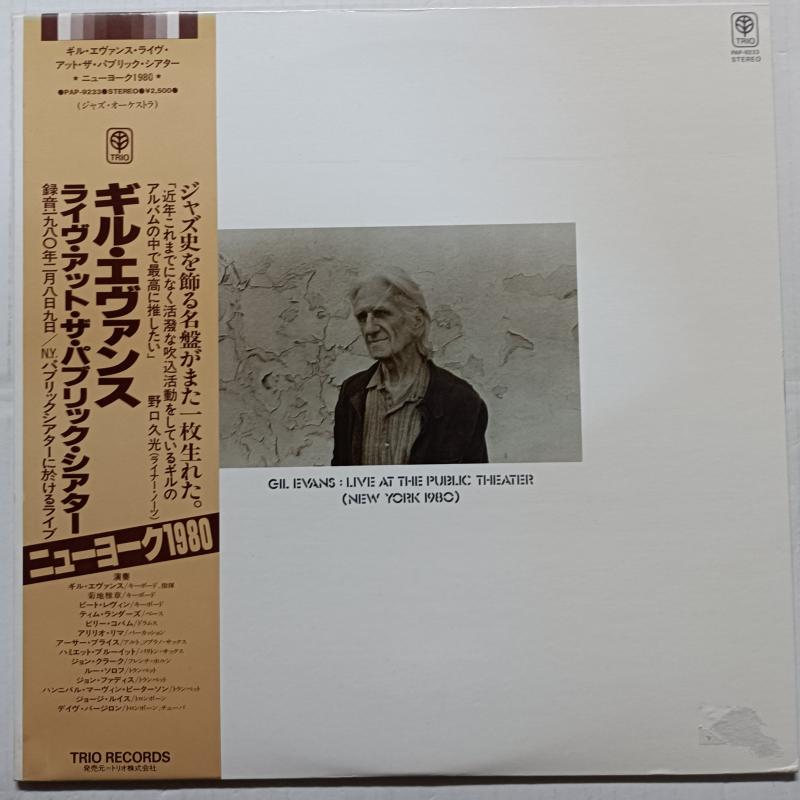 ギル・エヴァンス・ライヴ・
アット・ザ・パブリック・シアター
★ニューヨーク1980★
●PAP-9233●STEREO●¥2,500●
(ジャズ・オーケストラ)
TRIO
ジャズ史を飾る名盤がまた一枚生れた。
「近年これまでになく活潑な吹込活動をしているギルの
アルバムの中で最高に推したい」
野口久光(ライナー・ノーツ)
ギル・エヴァンス
ライヴ・アット・ザ・パブリック・シアター
録音一九八〇年二月八日九日/N.Y.パブリックシアターに於けるライブ
ニューヨーク1980
演奏
ギル・エヴァンス/キーボード、指揮
菊地雅章/キーボード
ピート・レヴィン/キーボード
ティム・ランダーズ/ベース
ビリー・コバム/ドラムス
アリリオ・リマ/パーカッション
アーサー・ブライス/アルト、ソプラノ・サックス
ハミエット・ブルーイット/バリトン・サックス
ジョン・クラーク/フレンチ・ホルン
ルー・ソロフ/トランペット
ジョン・ファディス/トランペット
ハンニバル・マーヴィン・ピーターソン/トランペット
ジョージ・ルイス/トロンボーン
デイヴ・バージロン/トロンボーン、チューバ
TRIO RECORDS
発売元=トリオ株式会社
TRIO
PAP-9233
STEREO
GIL EVANS : LIVE AT THE PUBLIC THEATER
(NEW YORK 1980)